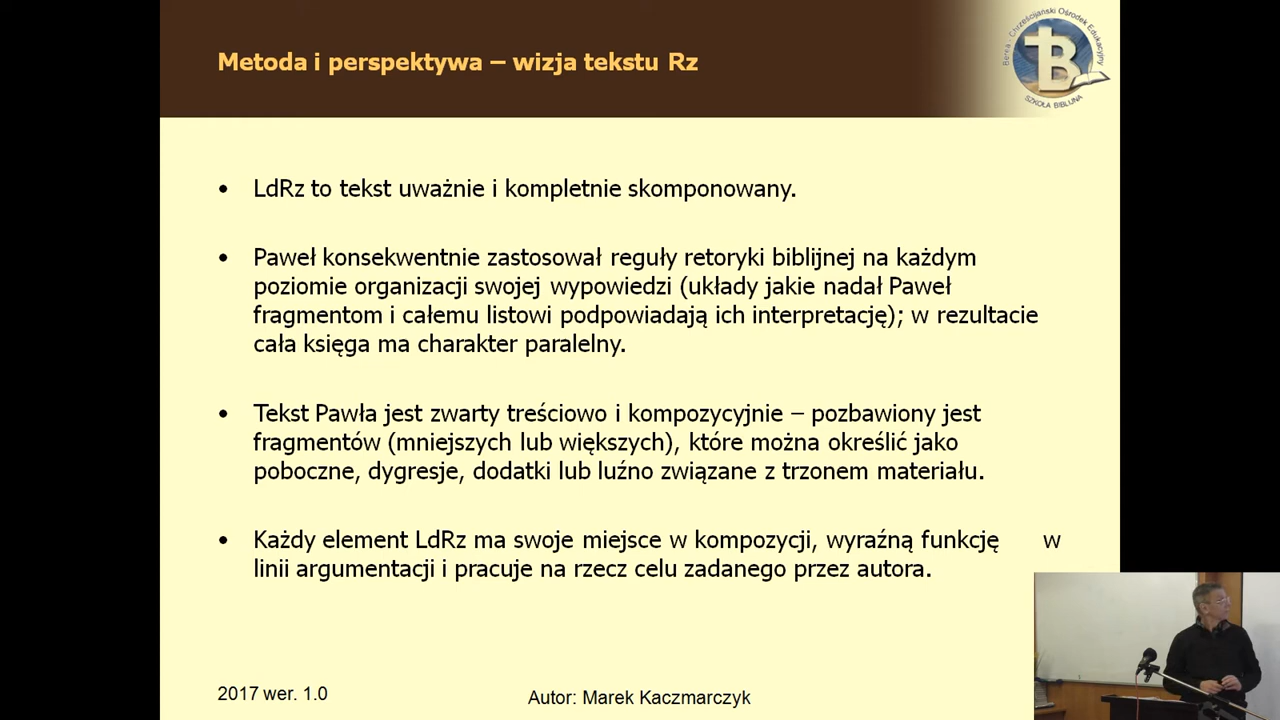 Metoda i perspektywa – wizja tekstu Rz
Berea - Chrześcijański Ośrodek Edukacyjny
B
SZKOŁA BIBLIJNA
• LdRz to tekst uważnie i kompletnie skomponowany.
• Paweł konsekwentnie zastosował reguły retoryki biblijnej na każdym
poziomie organizacji swojej wypowiedzi (układy jakie nadał Paweł
fragmentom i całemu listowi podpowiadają ich interpretację); w rezultacie
cała księga ma charakter paralelny.
• Tekst Pawła jest zwarty treściowo i kompozycyjnie – pozbawiony jest
fragmentów (mniejszych lub większych), które można określić jako
poboczne, dygresje, dodatki lub luźno związane z trzonem materiału.
• Każdy element LdRz ma swoje miejsce w kompozycji, wyraźną funkcję w
linii argumentacji i pracuje na rzecz celu zadanego przez autora.
2017 wer. 1.0
Autor: Marek Kaczmarczyk